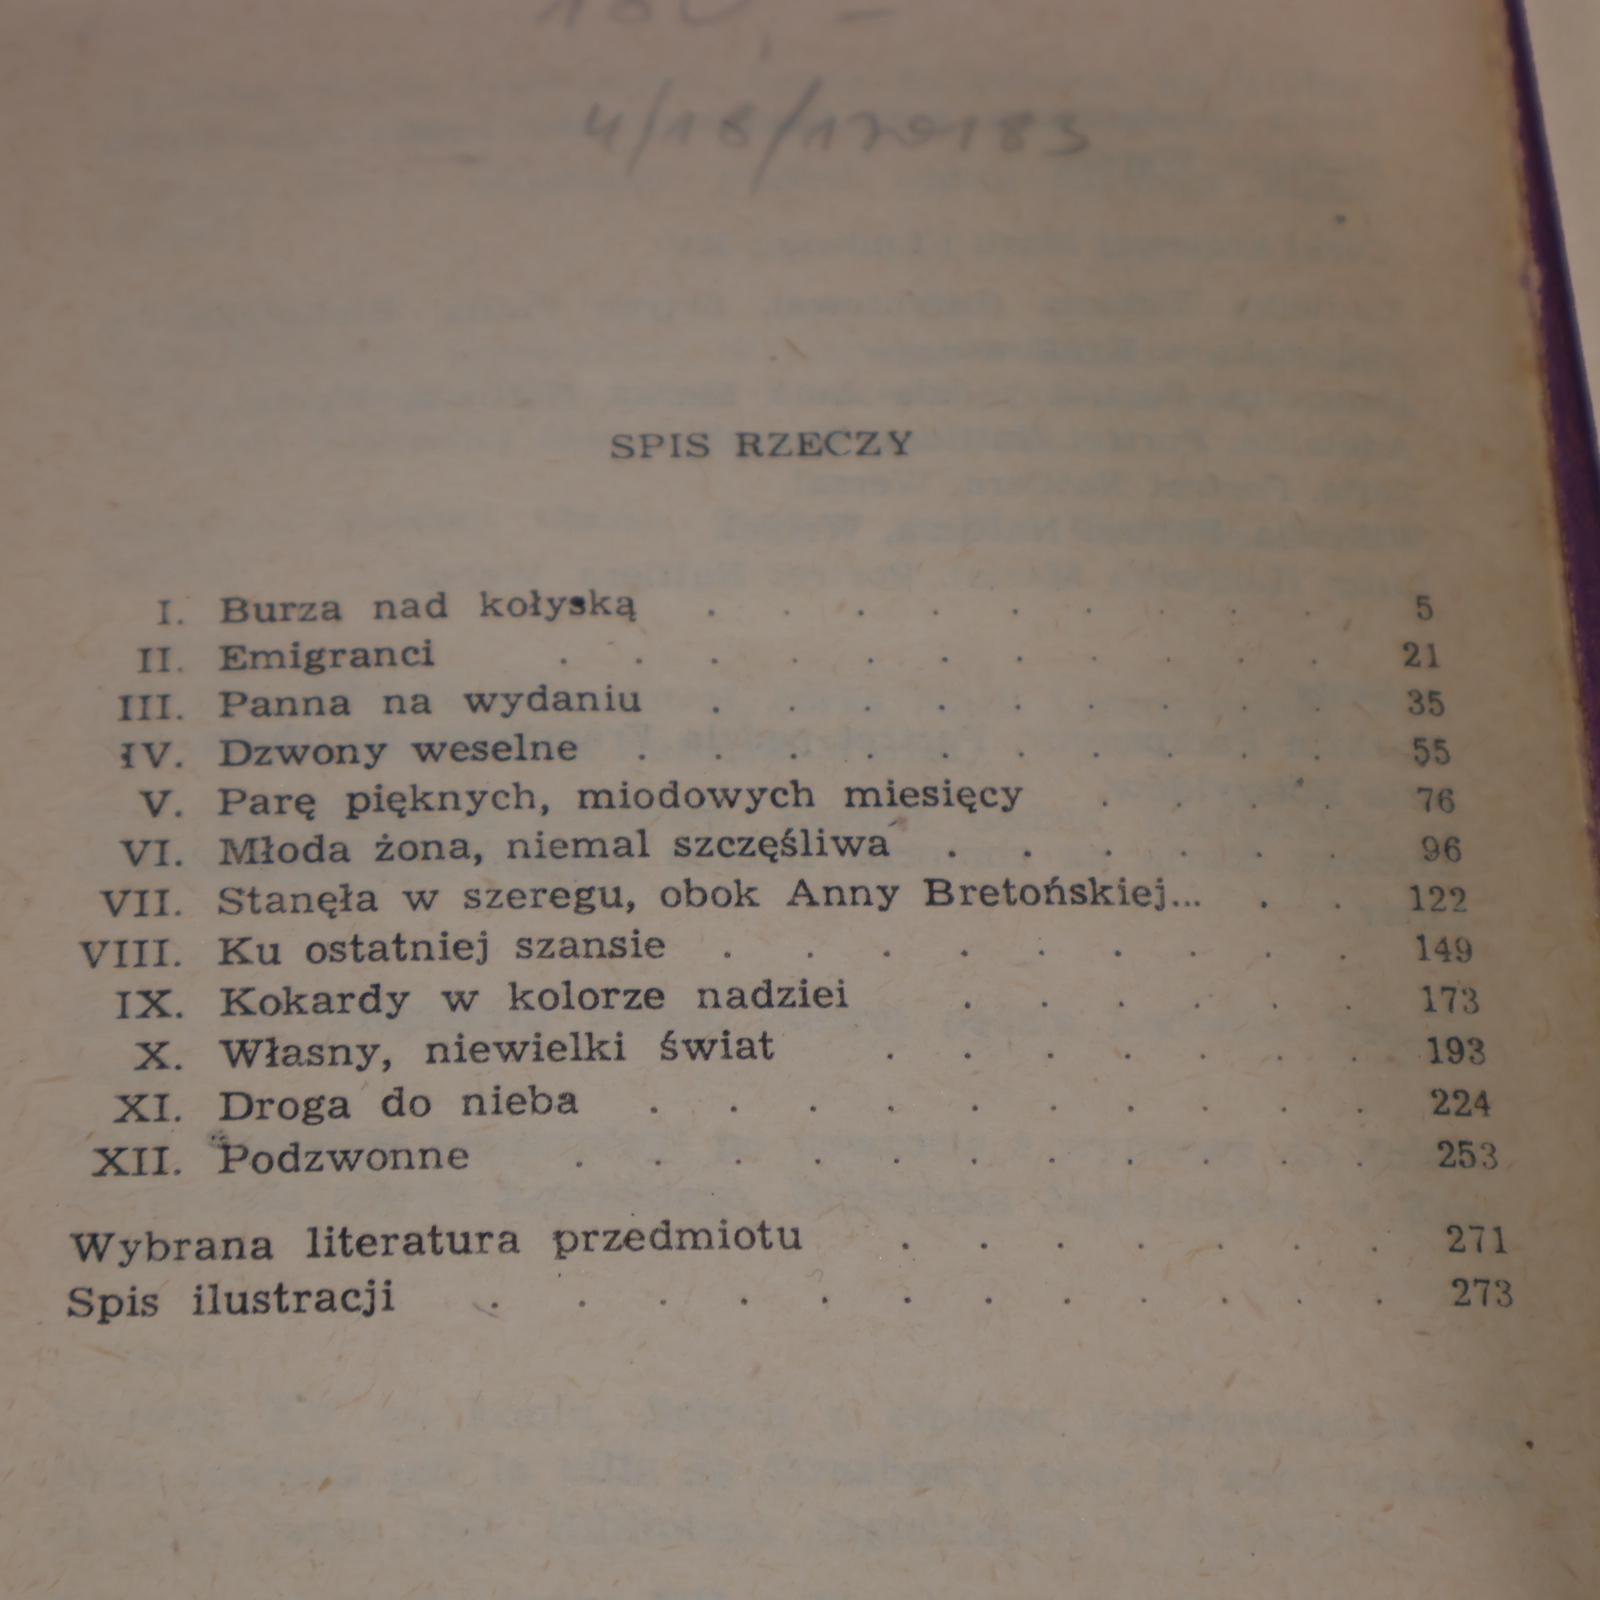 SPIS RZECZY
I. Burza nad kołyską . . . . . . . . . 5
II. Emigranci . . . . . . . . . . . 21
III. Panna na wydaniu . . . . . . . . . 35
IV. Dzwony weselne . . . . . . . . . . 55
V. Parę pięknych, miodowych miesięcy . . . . 76
VI. Młoda żona, niemal szczęśliwa . . . . . . 96
VII. Stanęła w szeregu, obok Anny Bretońskiej... . . 122
VIII. Ku ostatniej szansie . . . . . . . . . 149
IX. Kokardy w kolorze nadziei . . . . . . 173
X. Własny, niewielki świat . . . . . . . 193
XI. Droga do nieba . . . . . . . . . . 224
XII. Podzwonne . . . . . . . . . . . 253
Wybrana literatura przedmiotu . . . . . . . 271
Spis ilustracji . . . . . . . . . . . . 273